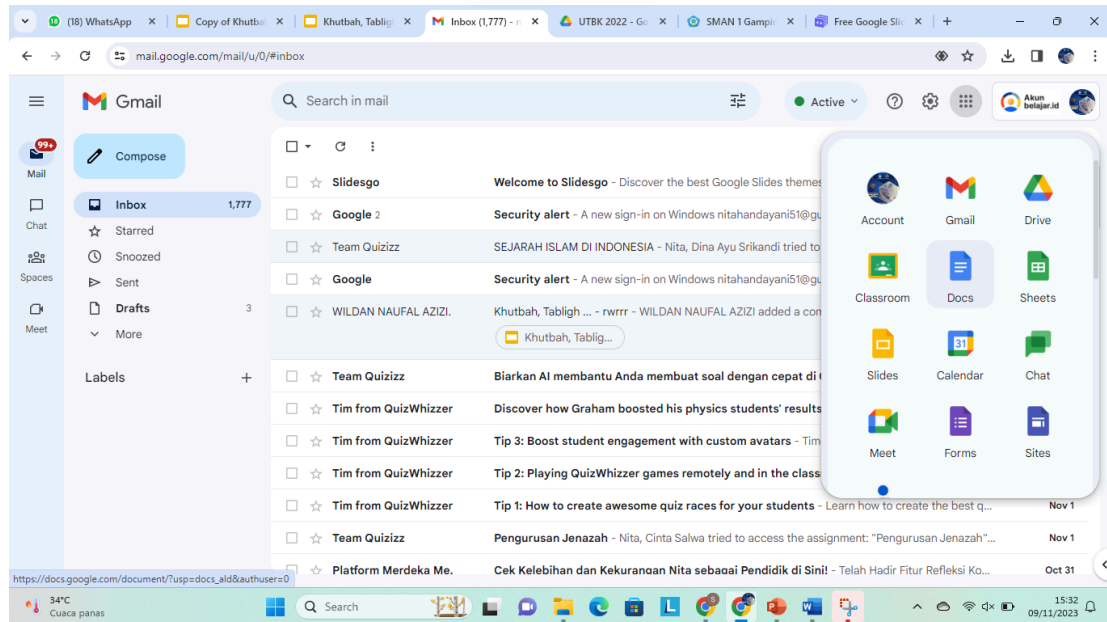 (18) WhatsApp
Copy of Khutba
Khutbah, Tablig
Inbox (1,777) - n
UTBK 2022 - Go
SMAN 1 Gampin
Free Google Slid
mail.google.com/mail/u/0/#inbox
Gmail
Search in mail
Active
Akun
belajar.id
99+
Mail
Chat
Spaces
Meet
Compose
Inbox 1,777
Starred
Snoozed
Sent
Drafts 3
More
Labels
Slidesgo Welcome to Slidesgo - Discover the best Google Slides themes
Google 2 Security alert - A new sign-in on Windows nitahandayani51@gu
Team Quizizz SEJARAH ISLAM DI INDONESIA - Nita, Dina Ayu Srikandi tried to
Google Security alert - A new sign-in on Windows nitahandayani51@gu
WILDAN NAUFAL AZIZI. Khutbah, Tabligh ... - rwrrr - WILDAN NAUFAL AZIZI added a com
Khutbah, Tablig...
Team Quizizz Biarkan AI membantu Anda membuat soal dengan cepat di
Tim from QuizWhizzer Discover how Graham boosted his physics students' results
Tim from QuizWhizzer Tip 3: Boost student engagement with custom avatars - Tim
Tim from QuizWhizzer Tip 2: Playing QuizWhizzer games remotely and in the class
Tim from QuizWhizzer Tip 1: How to create awesome quiz races for your students - Learn how to create the best q... Nov 1
Team Quizizz Pengurusan Jenazah - Nita, Cinta Salwa tried to access the assignment: "Pengurusan Jenazah"... Nov 1
Platform Merdeka Me. Cek Kelebihan dan Kekurangan Nita sebagai Pendidik di Sini! - Telah Hadir Fitur Refleksi Ko... Oct 31
Account Gmail Drive
Classroom Docs Sheets
31
Slides Calendar Chat
Meet Forms Sites
https://docs.google.com/document/?usp=docs_ald&authuser=0
34°C
Cuaca panas
Search
15:32
09/11/2023